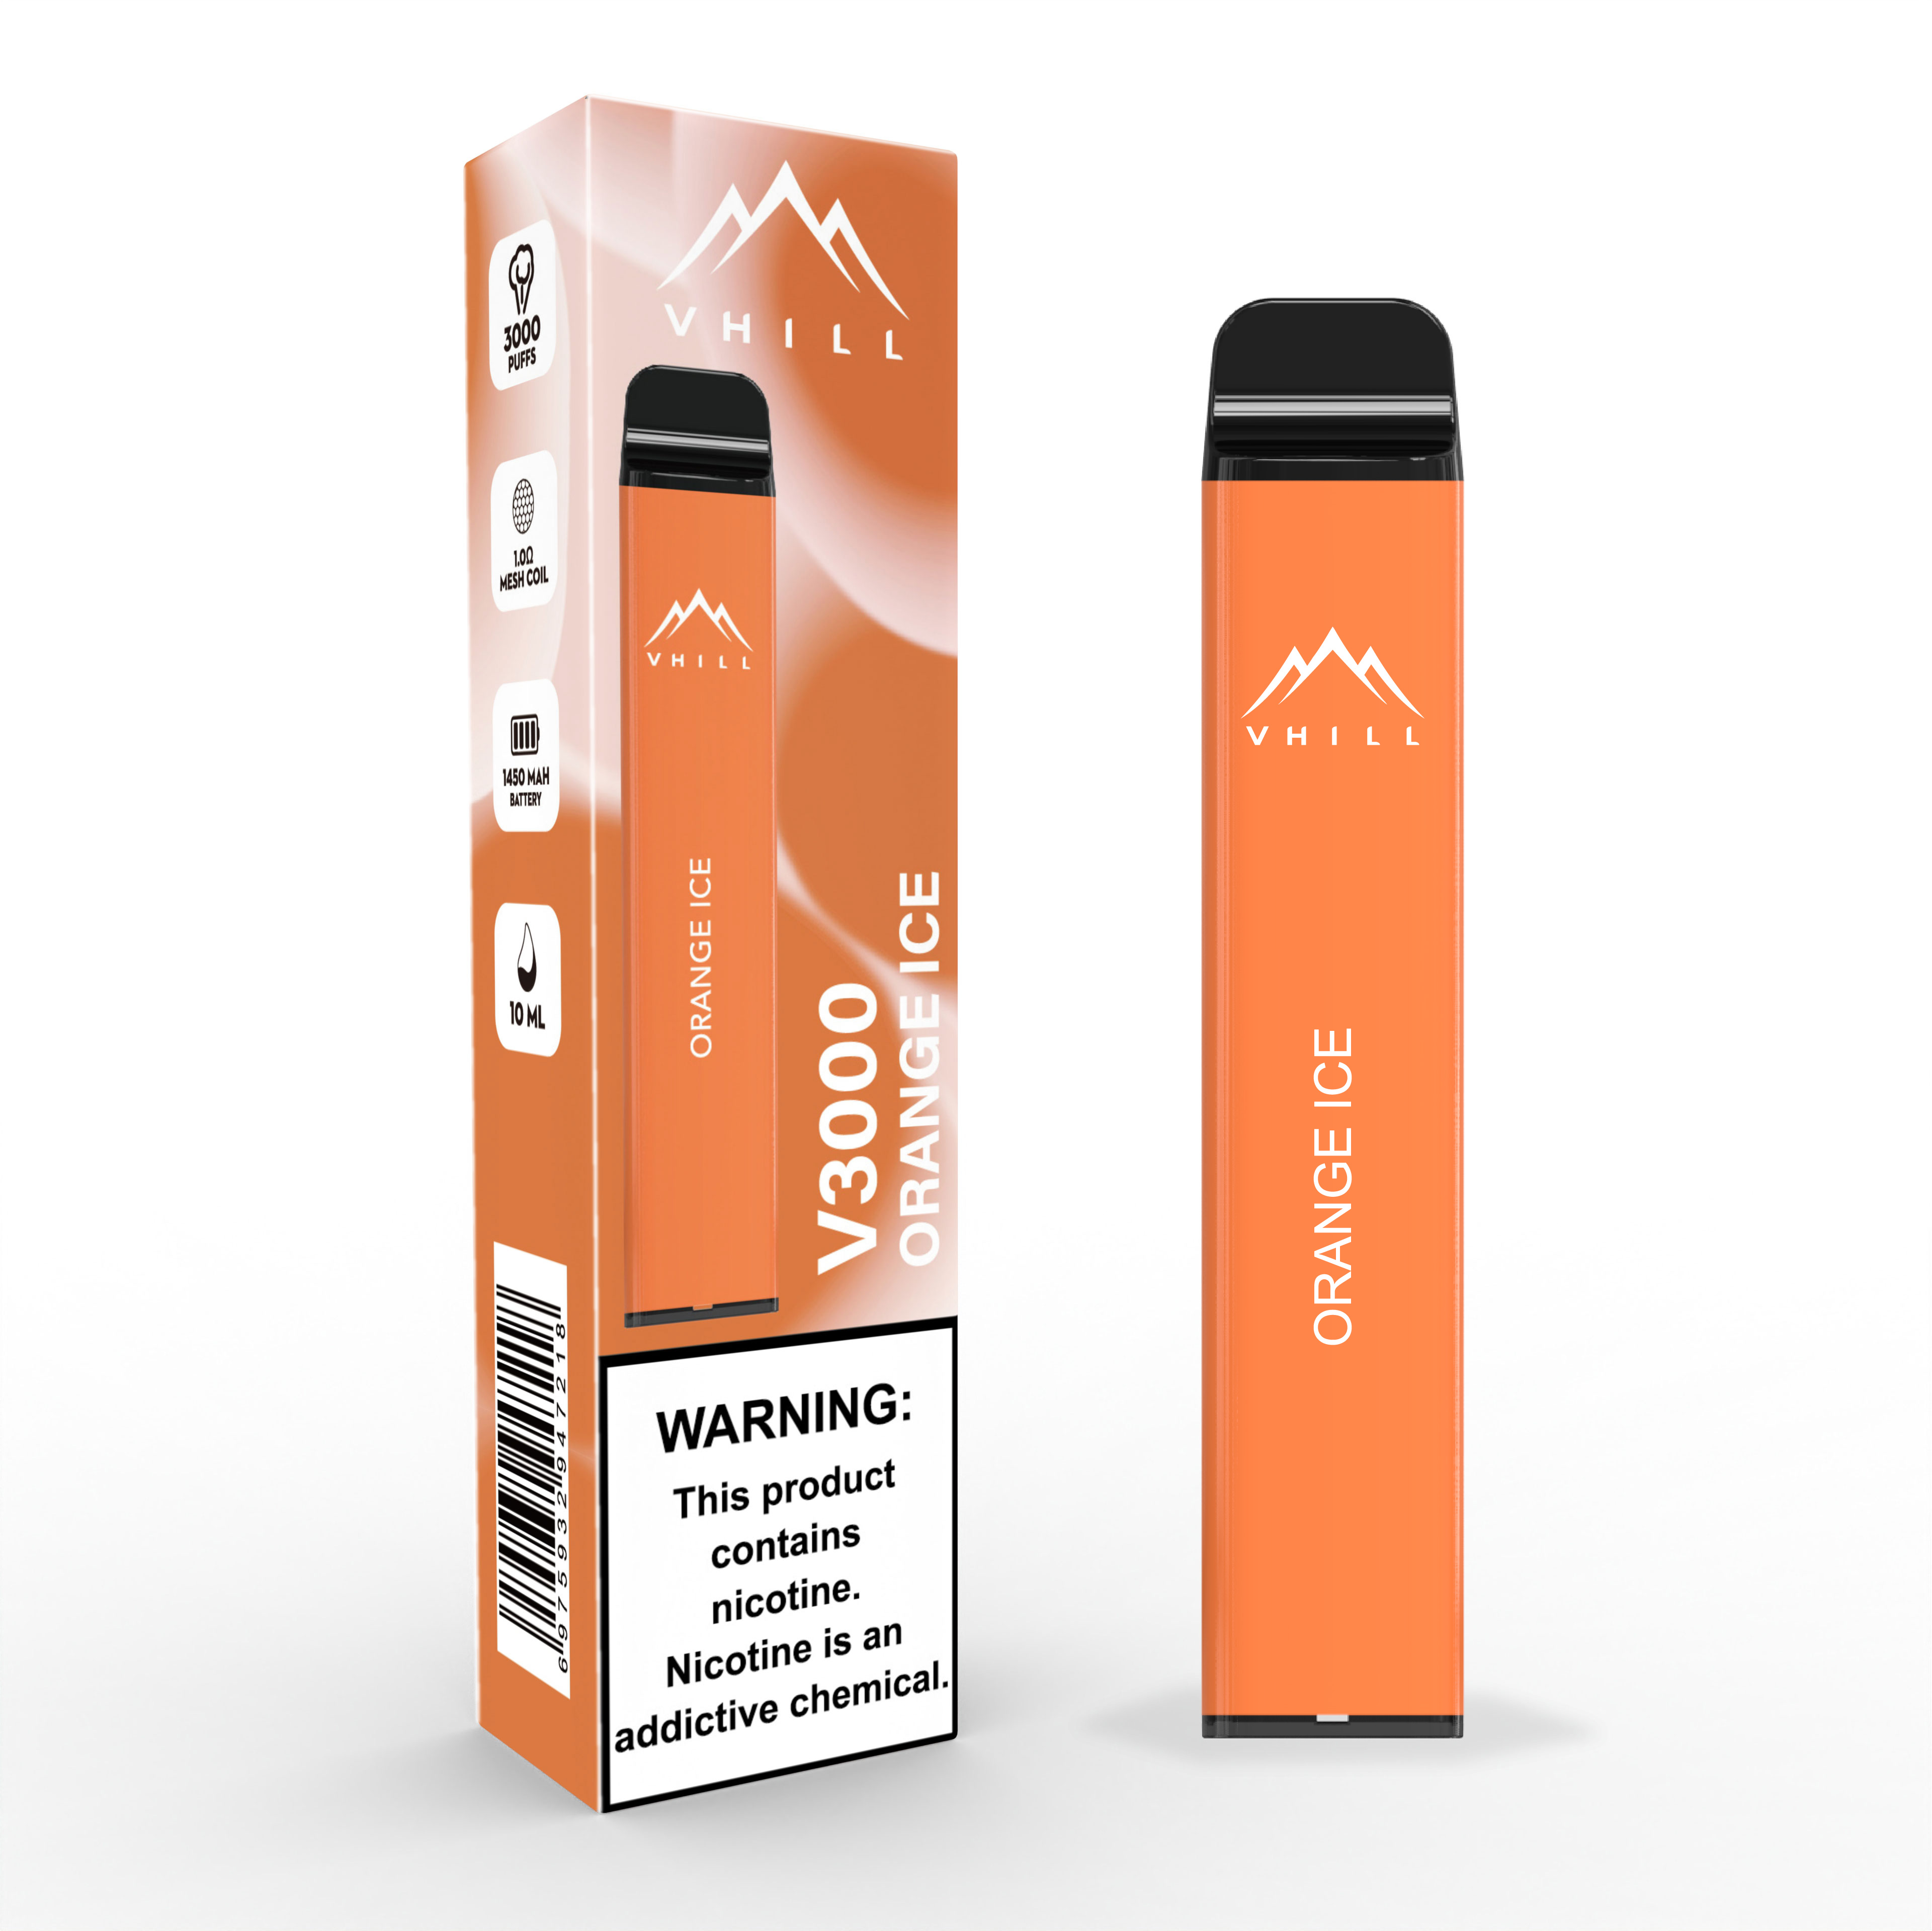 3000
PUFFS
1.0Ω
MESH COIL
1450 MAH
BATTERY
10 ML
6975932947218
VHILL
VHILL
ORANGE ICE
V3000
ORANGE ICE
WARNING:
This product
contains
nicotine.
Nicotine is an
addictive chemical.
VHILL
ORANGE ICE